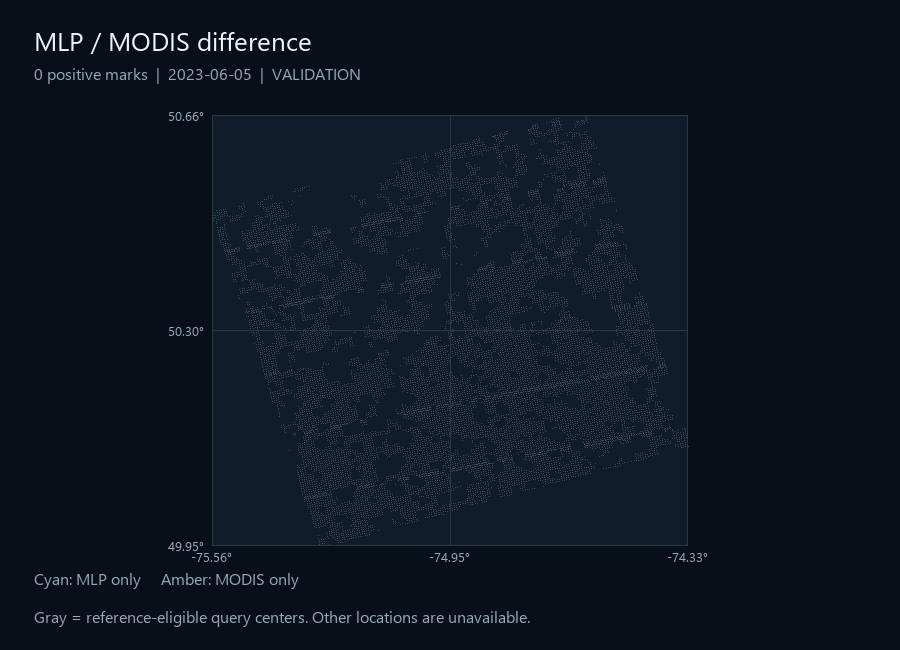 MLP / MODIS difference
0 positive marks | 2023-06-05 | VALIDATION
50.66°
50.30°
49.95°
-75.56° -74.95° -74.33°
Cyan: MLP only Amber: MODIS only
Gray = reference-eligible query centers. Other locations are unavailable.